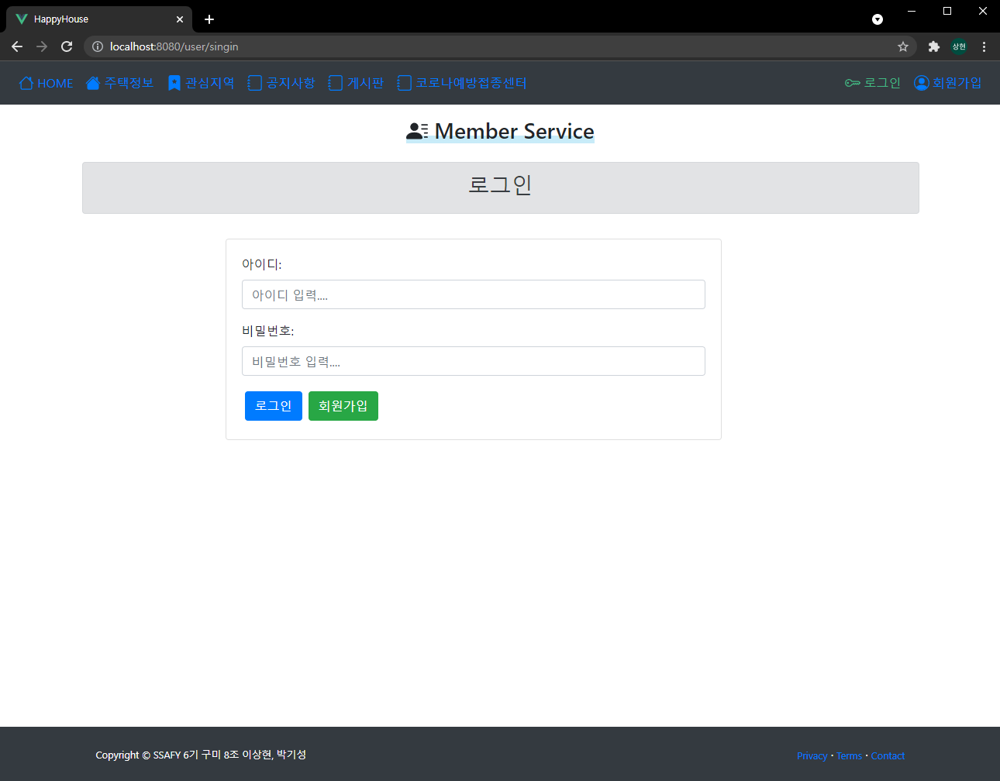 HappyHouse
localhost:8080/user/singin
상현
HOME 주택정보 관심지역 공지사항 게시판 코로나예방접종센터 로그인 회원가입
Member Service
로그인
아이디:
아이디 입력....
비밀번호:
비밀번호 입력....
로그인 회원가입
Copyright © SSAFY 6기 구미 8조 이상현, 박기성
Privacy · Terms · Contact